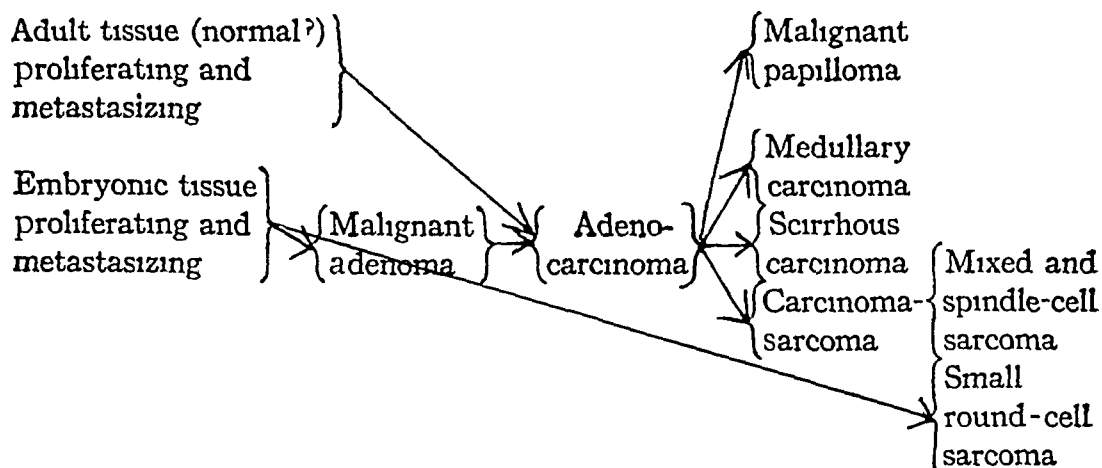 Adult tissue (normal?)
proliferating and
metastasizing
Embryonic tissue
proliferating and
metastasizing
Malignant
adenoma
Adeno-
carcinoma
Malignant
papilloma
Medullary
carcinoma
Scirrhous
carcinoma
Carcinoma-
sarcoma
Mixed and
spindle-cell
sarcoma
Small
round-cell
sarcoma